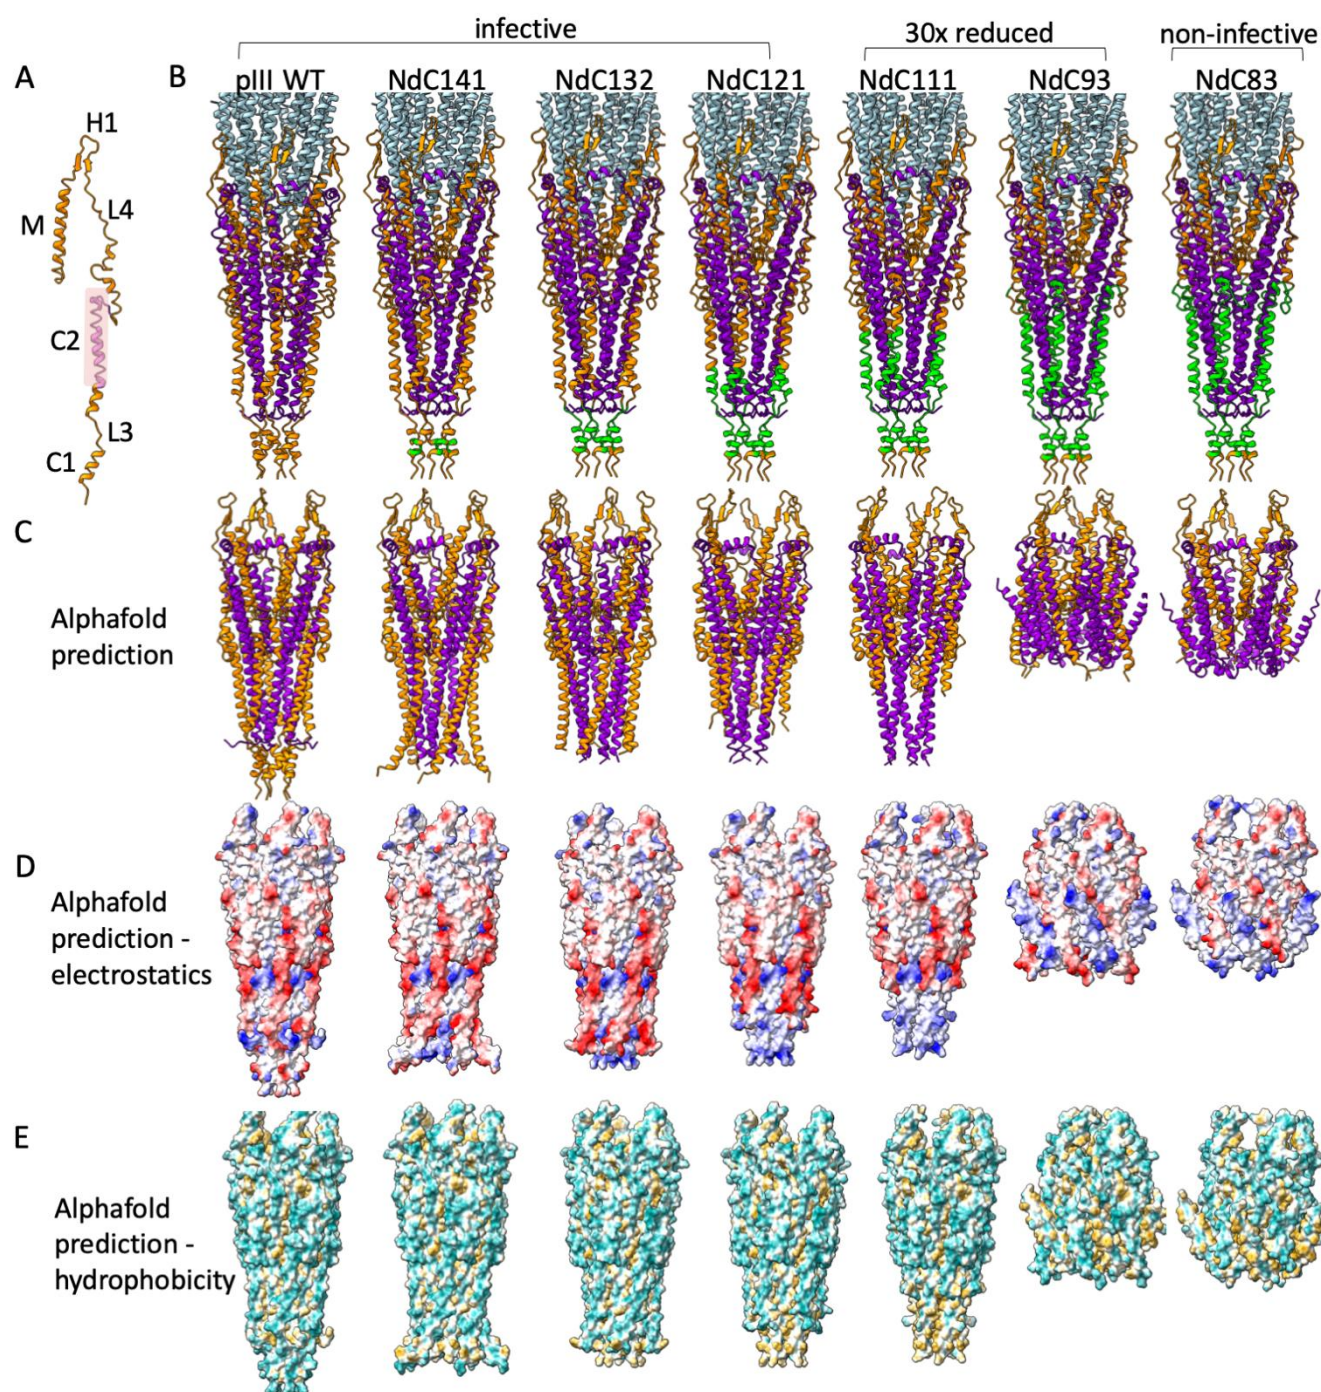 infective
30x reduced
non-infective
A
B
pIII WT
NdC141
NdC132
NdC121
NdC111
NdC93
NdC83
H1
L4
M
C2
L3
C1
C
Alphafold
prediction
D
Alphafold
prediction -
electrostatics
E
Alphafold
prediction -
hydrophobicity